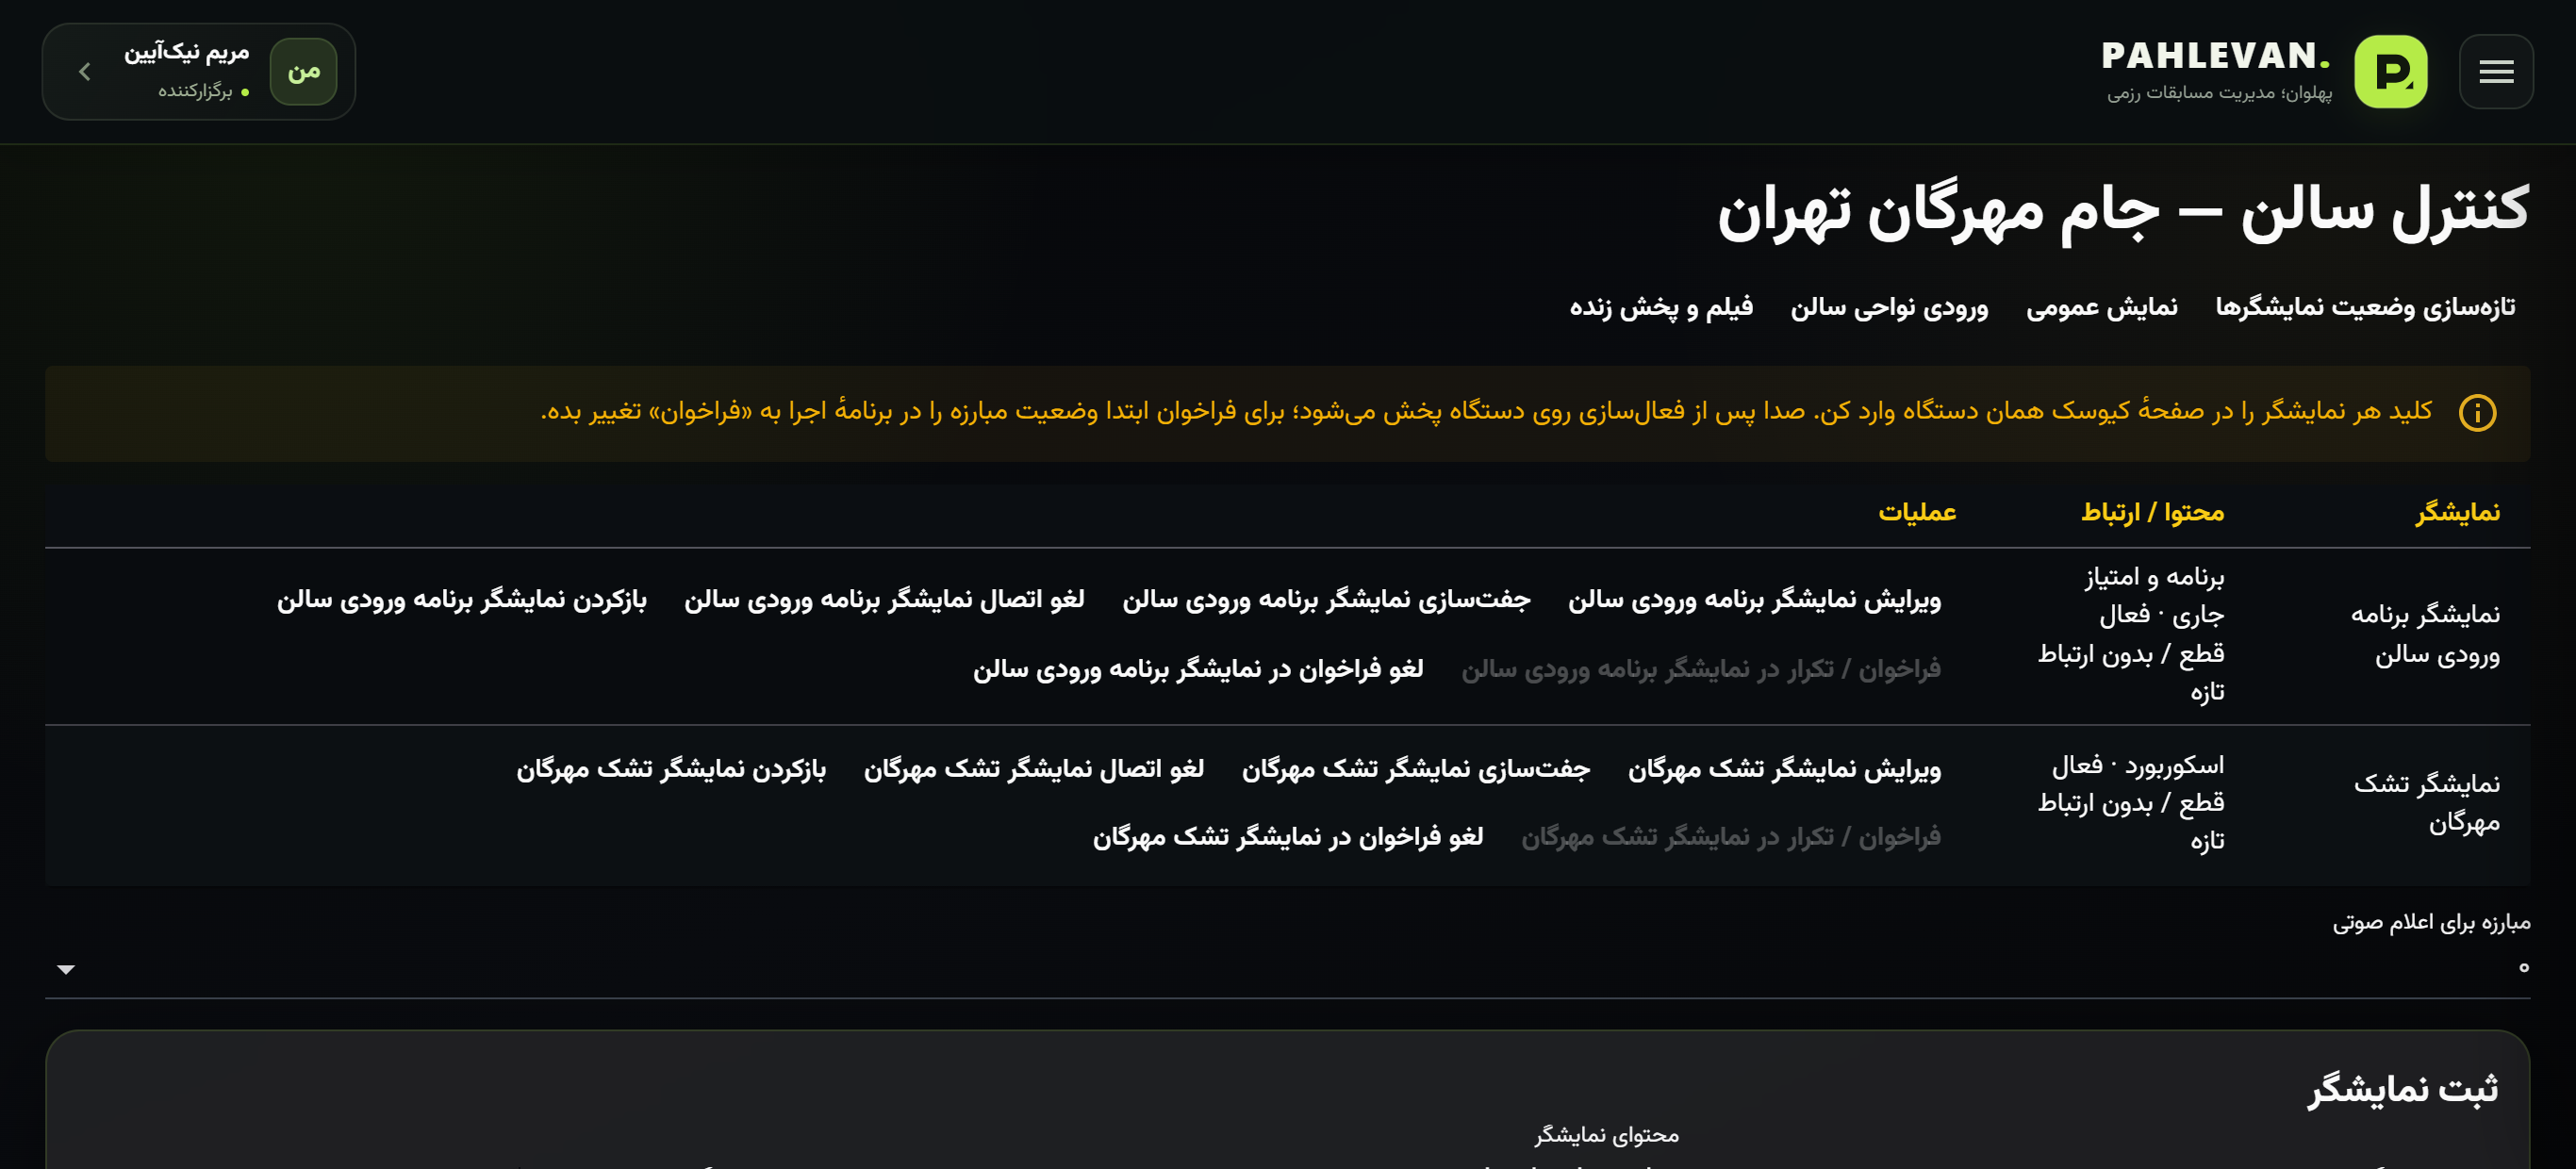 PAHLEVAN.
پهلوان؛ مدیریت مسابقات رزمی
من
مریم نیک‌آیین
برگزارکننده
کنترل سالن — جام مهرگان تهران
تازه‌سازی وضعیت نمایشگرها
نمایش عمومی
ورودی نواحی سالن
فیلم و پخش زنده
کلید هر نمایشگر را در صفحهٔ کیوسک همان دستگاه وارد کن. صدا پس از فعال‌سازی روی دستگاه پخش می‌شود؛ برای فراخوان ابتدا وضعیت مبارزه را در برنامهٔ اجرا به «فراخوان» تغییر بده.
نمایشگر
محتوا / ارتباط
عملیات
نمایشگر برنامه
ورودی سالن
برنامه و امتیاز
جاری · فعال
قطع / بدون ارتباط
تازه
ویرایش نمایشگر برنامه ورودی سالن
جفت‌سازی نمایشگر برنامه ورودی سالن
لغو اتصال نمایشگر برنامه ورودی سالن
بازکردن نمایشگر برنامه ورودی سالن
فراخوان / تکرار در نمایشگر برنامه ورودی سالن
لغو فراخوان در نمایشگر برنامه ورودی سالن
نمایشگر تشک
مهرگان
اسکوربورد · فعال
قطع / بدون ارتباط
تازه
ویرایش نمایشگر تشک مهرگان
جفت‌سازی نمایشگر تشک مهرگان
لغو اتصال نمایشگر تشک مهرگان
بازکردن نمایشگر تشک مهرگان
فراخوان / تکرار در نمایشگر تشک مهرگان
لغو فراخوان در نمایشگر تشک مهرگان
مبارزه برای اعلام صوتی
۰
ثبت نمایشگر
محتوای نمایشگر